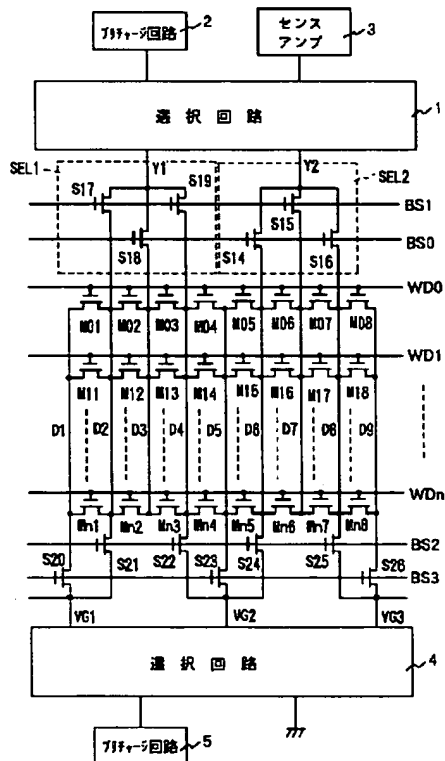 プリチャージ回路 2
センス
アンプ 3
選択回路 1
SEL1 Y1 Y2 SEL2
S17 S19 S15 BS1
S18 S14 S16 BS0
WD0
M01 M02 M03 M04 M05 M06 M07 M08
WD1
M11 M12 M13 M14 M15 M16 M17 M18
D1 D2 D3 D4 D5 D6 D7 D8 D9
WDn
Mn1 Mn2 Mn3 Mn4 Mn5 Mn6 Mn7 Mn8
BS2
S20 S21 S22 S23 S24 S25 S26 BS3
VG1 VG2 VG3
選択回路 4
プリチャージ回路 5